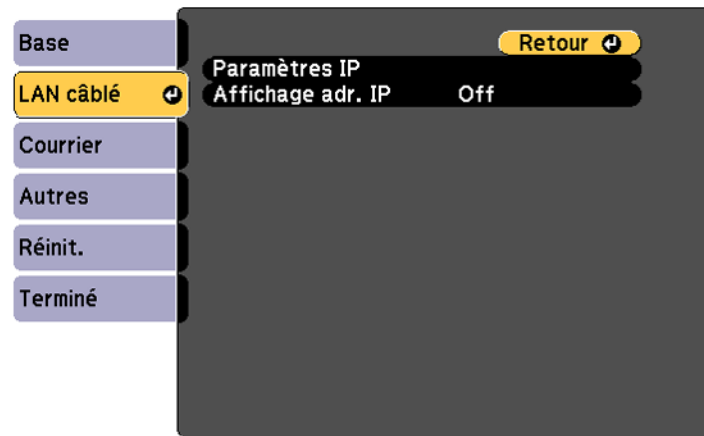 Base
LAN câblé
Courrier
Autres
Réinit.
Terminé
Retour
Paramètres IP
Affichage adr. IP Off